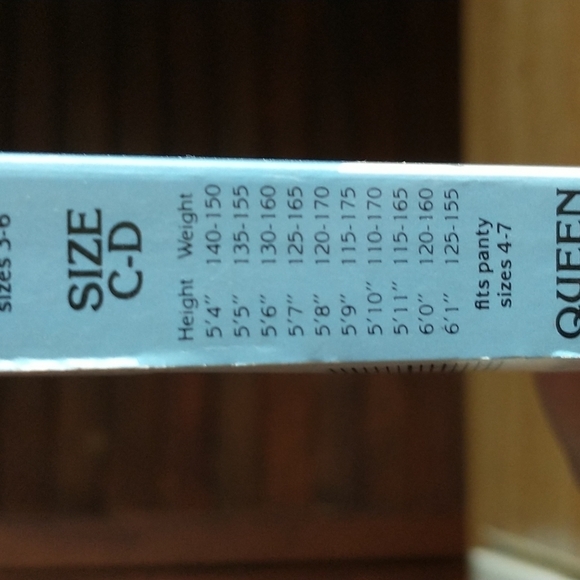 sizes 3-6
SIZE
C-D
Height Weight
5'4" 140-150
5'5" 135-155
5'6" 130-160
5'7" 125-165
5'8" 120-170
5'9" 115-175
5'10" 110-170
5'11" 115-165
6'0" 120-160
6'1" 125-155
fits panty
sizes 4-7
QUEEN